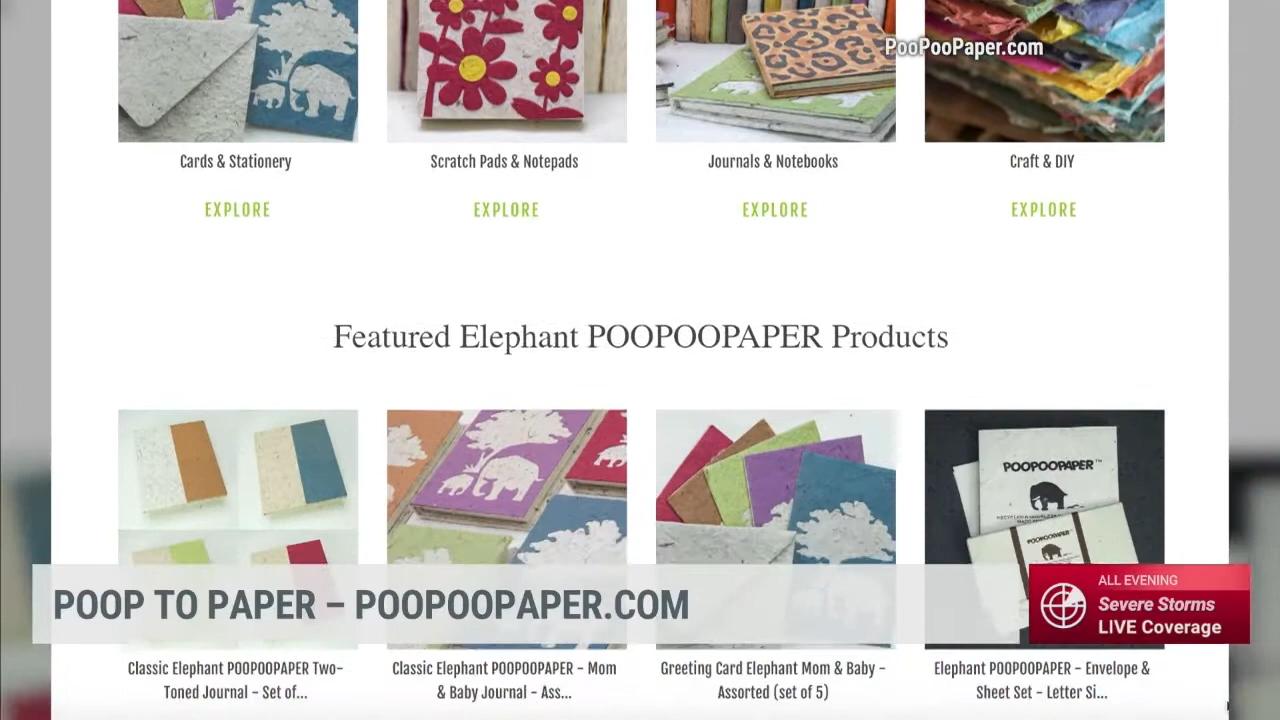 PooPooPaper.com
Cards & Stationery
Scratch Pads & Notepads
Journals & Notebooks
Craft & DIY
EXPLORE
EXPLORE
EXPLORE
EXPLORE
Featured Elephant POOPOOPAPER Products
POOPOOPAPER™
POOPOOPAPER
POOP TO PAPER – POOPOOPAPER.COM
ALL EVENING
Severe Storms
LIVE Coverage
Classic Elephant POOPOOPAPER Two-
Toned Journal - Set of...
Classic Elephant POOPOOPAPER - Mom
& Baby Journal - Ass...
Greeting Card Elephant Mom & Baby -
Assorted (set of 5)
Elephant POOPOOPAPER - Envelope &
Sheet Set - Letter Si...